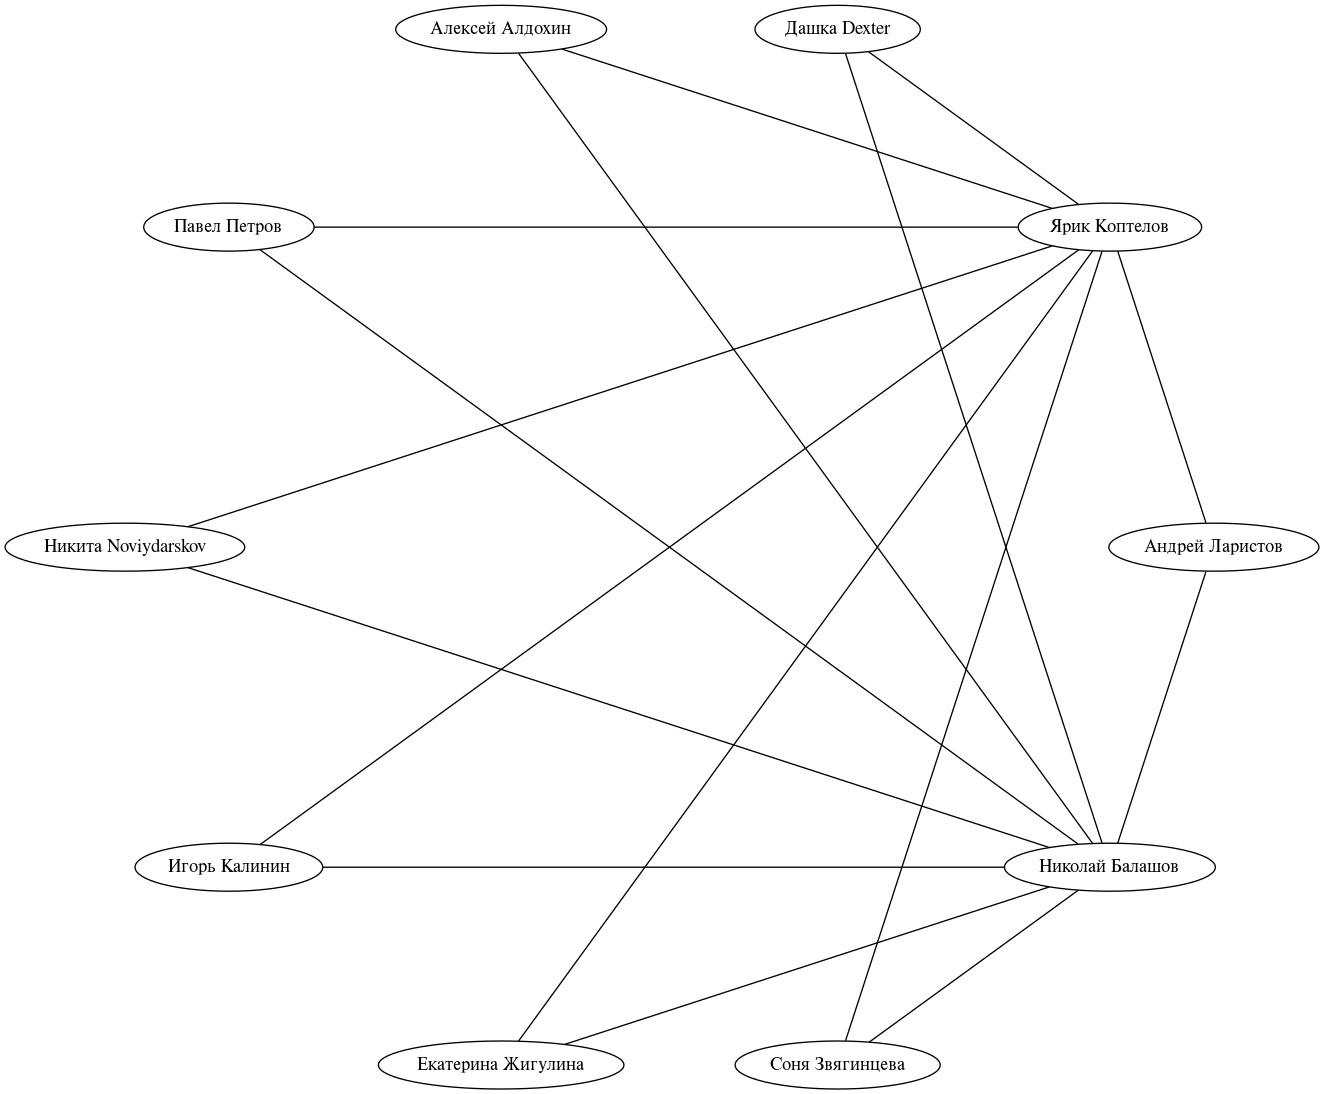 Алексей Алдохин
Дашка Dexter
Павел Петров
Ярик Коптелов
Никита Noviydarskov
Андрей Ларистов
Игорь Калинин
Николай Балашов
Екатерина Жигулина
Соня Звягинцева